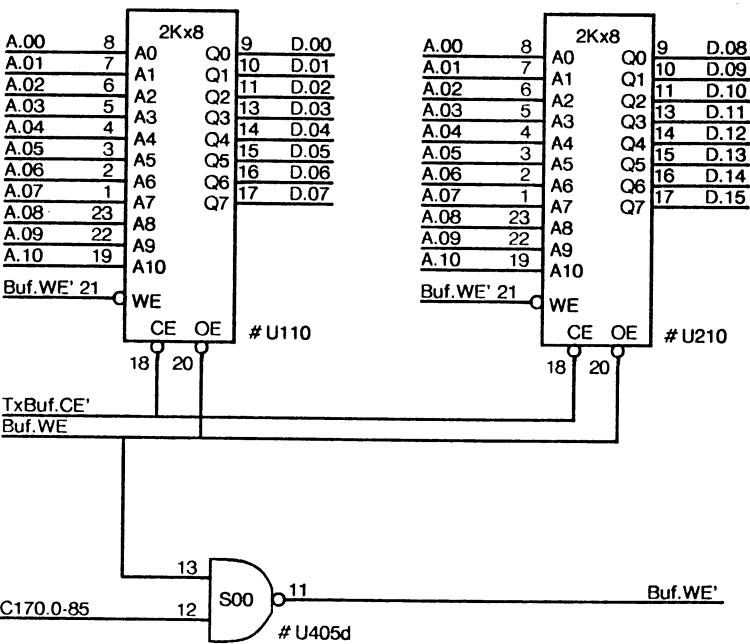 2Kx8
A.00 8 A0 Q0 9 D.00
A.01 7 A1 Q1 10 D.01
A.02 6 A2 Q2 11 D.02
A.03 5 A3 Q3 13 D.03
A.04 4 A4 Q4 14 D.04
A.05 3 A5 Q5 15 D.05
A.06 2 A6 Q6 16 D.06
A.07 1 A7 Q7 17 D.07
A.08 23 A8
A.09 22 A9
A.10 19 A10
Buf.WE' 21 WE
CE OE
# U110
18 20
2Kx8
A.00 8 A0 Q0 9 D.08
A.01 7 A1 Q1 10 D.09
A.02 6 A2 Q2 11 D.10
A.03 5 A3 Q3 13 D.11
A.04 4 A4 Q4 14 D.12
A.05 3 A5 Q5 15 D.13
A.06 2 A6 Q6 16 D.14
A.07 1 A7 Q7 17 D.15
A.08 23 A8
A.09 22 A9
A.10 19 A10
Buf.WE' 21 WE
CE OE
# U210
18 20
TxBuf.CE'
Buf.WE
13
S00 11 Buf.WE'
C170.0-85 12
# U405d